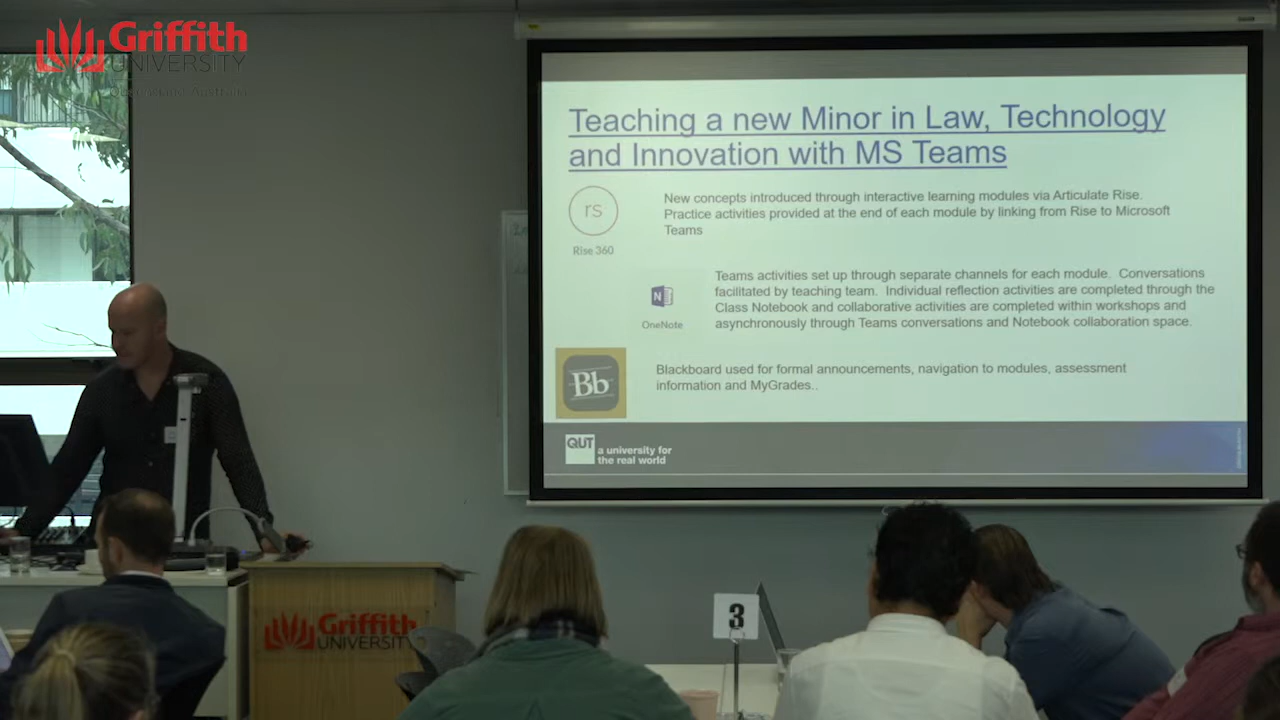 Griffith
UNIVERSITY
Queensland, Australia
Teaching a new Minor in Law, Technology
and Innovation with MS Teams
rs
Rise 360
New concepts introduced through interactive learning modules via Articulate Rise.
Practice activities provided at the end of each module by linking from Rise to Microsoft
Teams
N
OneNote
Teams activities set up through separate channels for each module. Conversations
facilitated by teaching team. Individual reflection activities are completed through the
Class Notebook and collaborative activities are completed within workshops and
asynchronously through Teams conversations and Notebook collaboration space.
Bb
Blackboard used for formal announcements, navigation to modules, assessment
information and MyGrades..
QUT
a university for
the real world
Griffith
UNIVERSITY
3